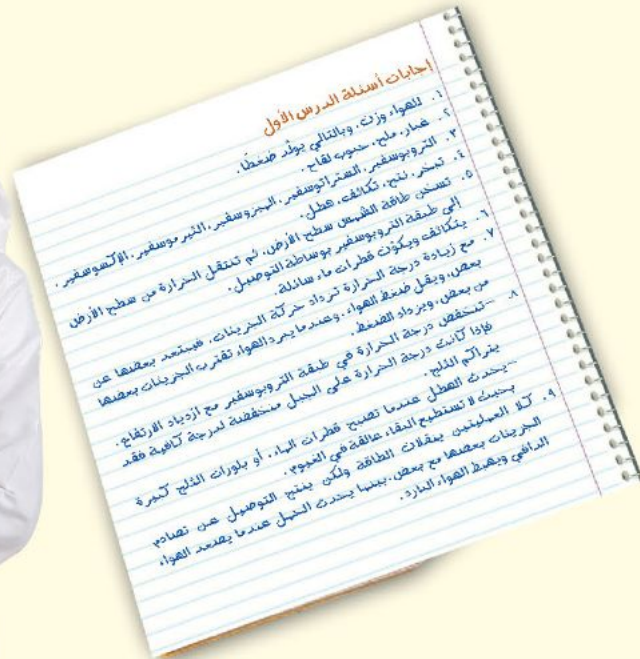 إجابات أسئلة الدرس الأول
١. للهواء وزن، وبالتالي يولد ضغطًا.
٢. غبار، ملح، حبوب لقاح.
٣. التروبوسفير، الستراتوسفير، الميزوسفير، الثيرموسفير، الإكسوسفير.
٤. تبخر، نتح، تكاثف، هطل.
٥. تسخن طاقة الشمس سطح الأرض، ثم تنتقل الحرارة من سطح الأرض
إلى طبقة التروبوسفير بوساطة التوصيل.
٦. يتكاثف ويكوّن قطرات ماء سائلة.
٧. مع زيادة درجة الحرارة تزداد حركة الجزيئات، فيبتعد بعضها عن
بعض، ويقل ضغط الهواء، وعندما يبرد الهواء تقترب الجزيئات بعضها
من بعض، ويزداد الضغط.
٨. –تنخفض درجة الحرارة في طبقة التروبوسفير مع ازدياد الارتفاع.
فإذا كانت درجة الحرارة على الجبل منخفضة لدرجة كافية فقد
يتراكم الثلج.
–يحدث الهطل عندما تصبح قطرات الماء، أو بلورات الثلج كبيرة
بحيث لا تستطيع البقاء عالقة في الغيوم.
٩. كلا العمليتين ينقلان الطاقة ولكن ينتج التوصيل عن تصادم
الجزيئات بعضها مع بعض، بينما يحدث الحمل عندما يصعد الهواء
الدافئ ويهبط الهواء البارد.